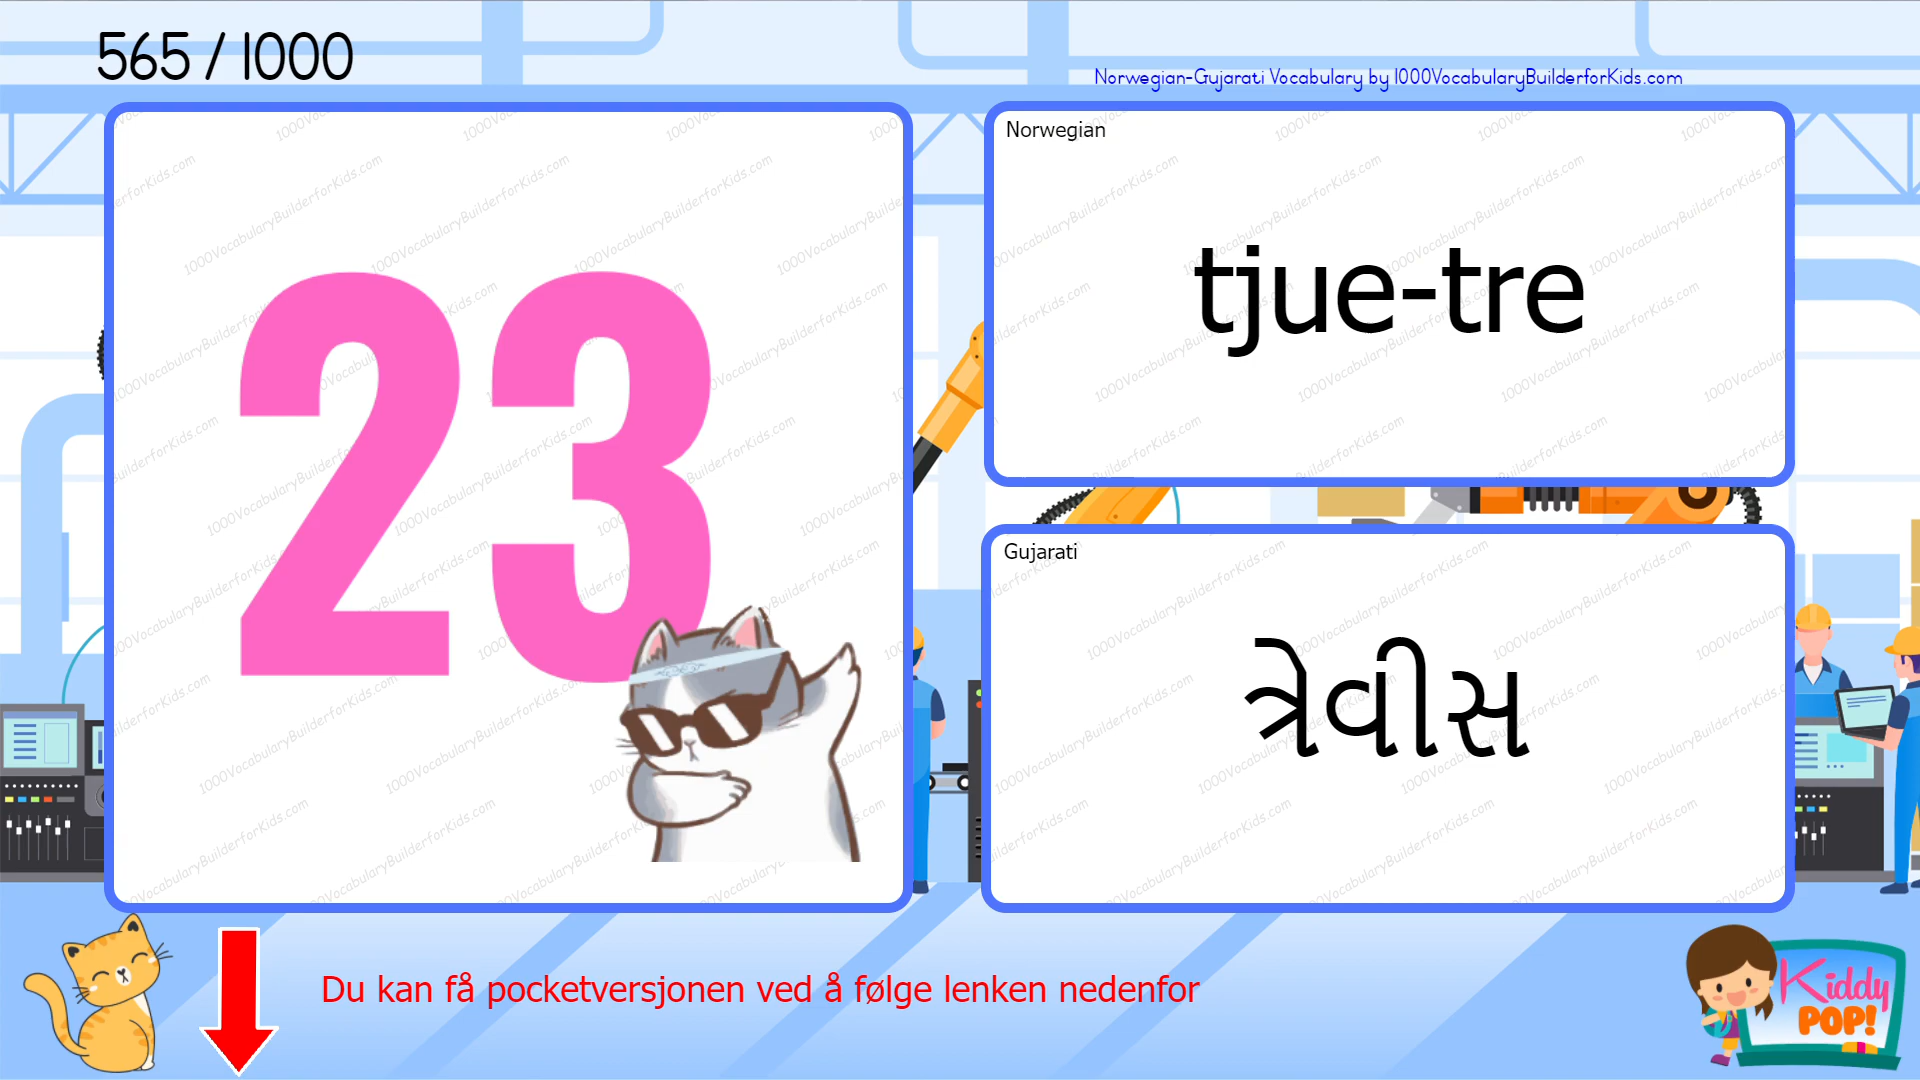 565 / 1000
Norwegian-Gujarati Vocabulary by 1000VocabularyBuilderforKids.com
23
Norwegian
tjue-tre
Gujarati
ત્રેવીસ
Du kan få pocketversjonen ved å følge lenken nedenfor
Kiddy
POP!